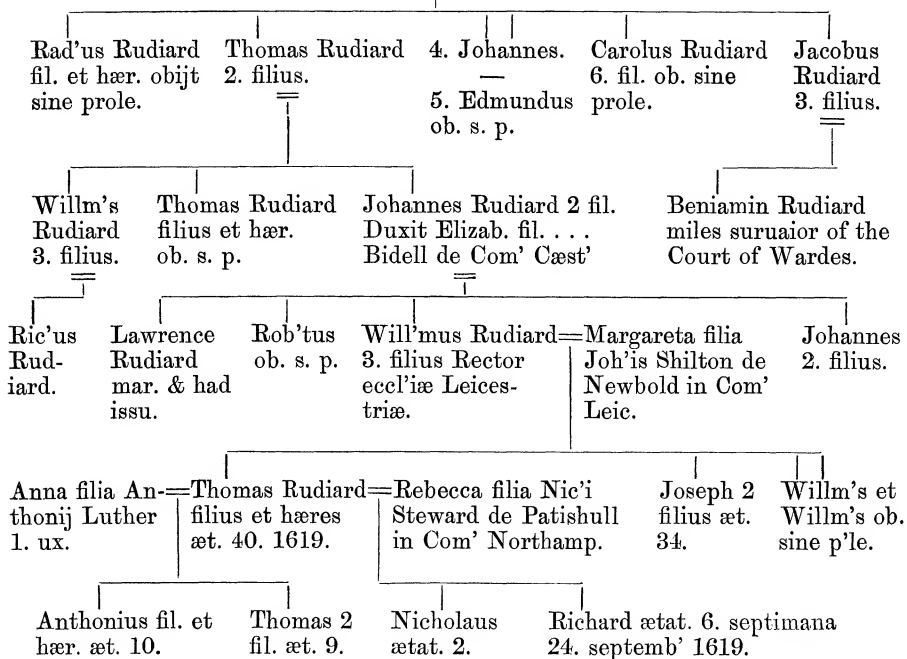 Rad'us Rudiard
fil. et hær. obijt
sine prole.
Thomas Rudiard
2. filius.
4. Johannes.
—
5. Edmundus
ob. s. p.
Carolus Rudiard
6. fil. ob. sine
prole.
Jacobus
Rudiard
3. filius.
Willm's
Rudiard
3. filius.
Thomas Rudiard
filius et hær.
ob. s. p.
Johannes Rudiard 2 fil.
Duxit Elizab. fil. . . . .
Bidell de Com' Cæst'
Beniamin Rudiard
miles suruaior of the
Court of Wardes.
Ric'us
Rud-
iard.
Lawrence
Rudiard
mar. & had
issu.
Rob'tus
ob. s. p.
Will'mus Rudiard=
3. filius Rector
eccl'iæ Leices-
triæ.
Margareta filia
Joh'is Shilton de
Newbold in Com'
Leic.
Johannes
2. filius.
Anna filia An-=
thonij Luther
1. ux.
Thomas Rudiard=
filius et hæres
æt. 40. 1619.
Rebecca filia Nic'i
Steward de Patishull
in Com' Northamp.
Joseph 2
filius æt.
34.
Willm's et
Willm's ob.
sine p'le.
Anthonius fil. et
hær. æt. 10.
Thomas 2
fil. æt. 9.
Nicholaus
ætat. 2.
Richard ætat. 6. septimana
24. septemb' 1619.